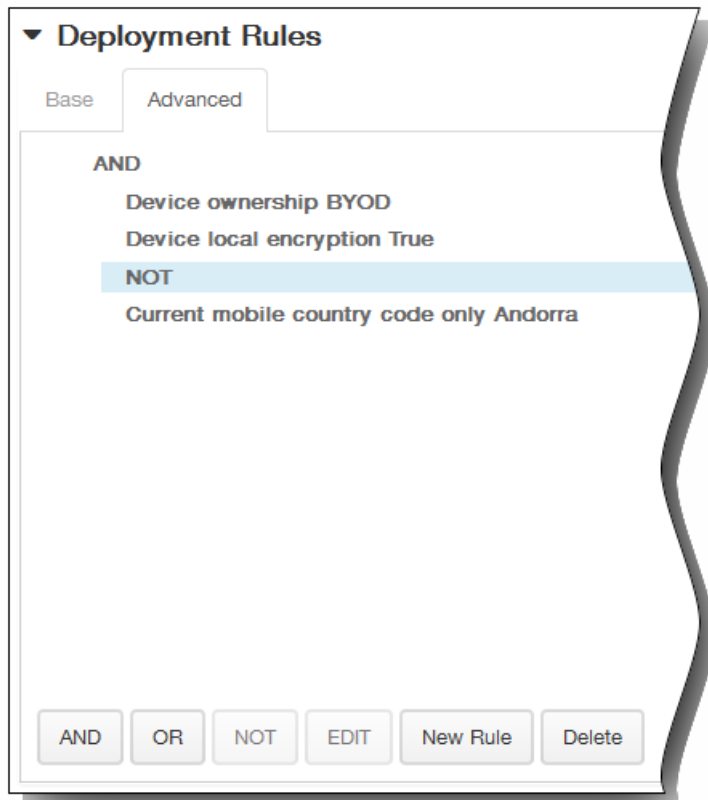 Deployment Rules
Base Advanced
AND
Device ownership BYOD
Device local encryption True
NOT
Current mobile country code only Andorra
AND OR NOT EDIT New Rule Delete